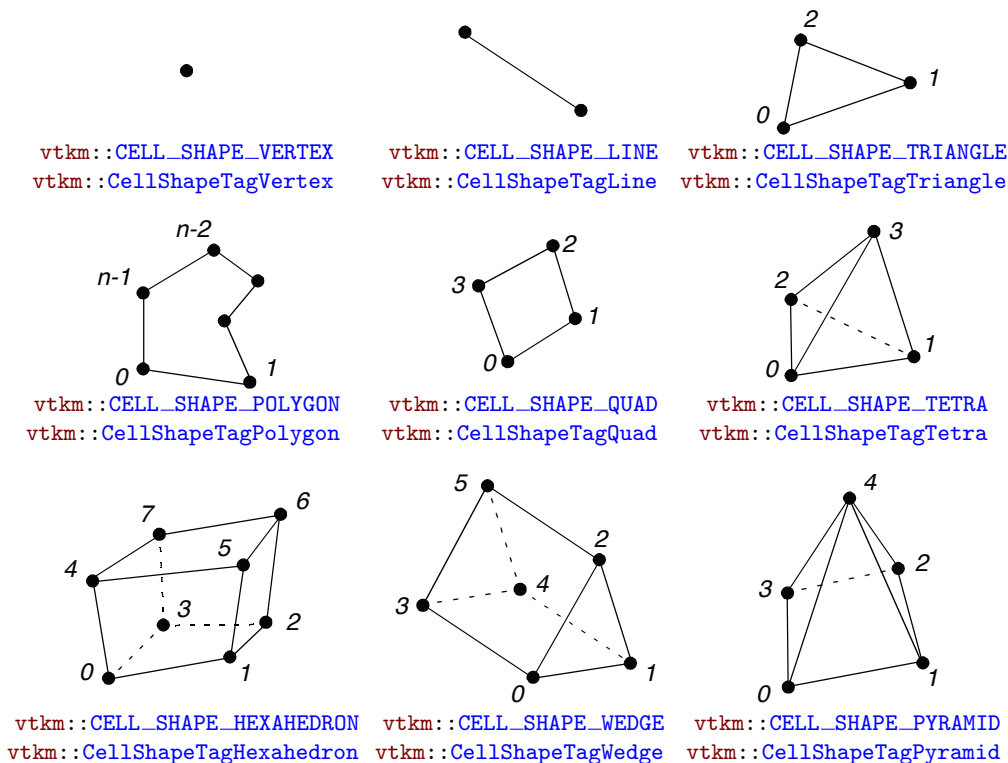 2
1
0
vtkm::CELL_SHAPE_VERTEX
vtkm::CellShapeTagVertex
vtkm::CELL_SHAPE_LINE
vtkm::CellShapeTagLine
vtkm::CELL_SHAPE_TRIANGLE
vtkm::CellShapeTagTriangle
n-2
n-1
0
1
vtkm::CELL_SHAPE_POLYGON
vtkm::CellShapeTagPolygon
2
3
1
0
vtkm::CELL_SHAPE_QUAD
vtkm::CellShapeTagQuad
3
2
1
0
vtkm::CELL_SHAPE_TETRA
vtkm::CellShapeTagTetra
6
7
5
4
3
2
0
1
vtkm::CELL_SHAPE_HEXAHEDRON
vtkm::CellShapeTagHexahedron
5
2
4
3
1
0
vtkm::CELL_SHAPE_WEDGE
vtkm::CellShapeTagWedge
4
2
3
1
0
vtkm::CELL_SHAPE_PYRAMID
vtkm::CellShapeTagPyramid